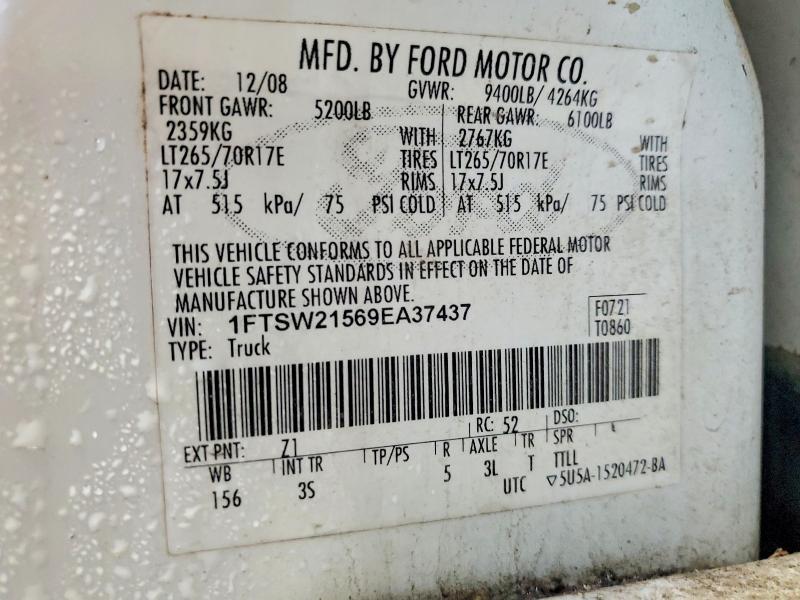 MFD. BY FORD MOTOR CO.
DATE: 12/08 GVWR: 9400LB/ 4264KG
FRONT GAWR: 5200LB REAR GAWR: 6100LB
2359KG WITH 2767KG WITH
LT265/70R17E TIRES LT265/70R17E TIRES
17x7.5J RIMS 17x7.5J RIMS
AT 515 kPa/ 75 PSI COLD AT 515 kPa/ 75 PSI COLD
THIS VEHICLE CONFORMS TO ALL APPLICABLE FEDERAL MOTOR
VEHICLE SAFETY STANDARDS IN EFFECT ON THE DATE OF
MANUFACTURE SHOWN ABOVE.
VIN: 1FTSW21569EA37437 F0721
TYPE: Truck T0860
EXT PNT: Z1 RC: 52 DSO:
WB INT TR TP/PS R AXLE TR SPR
156 3S 5 3L T TTLL
UTC ▽5U5A-1520472-BA